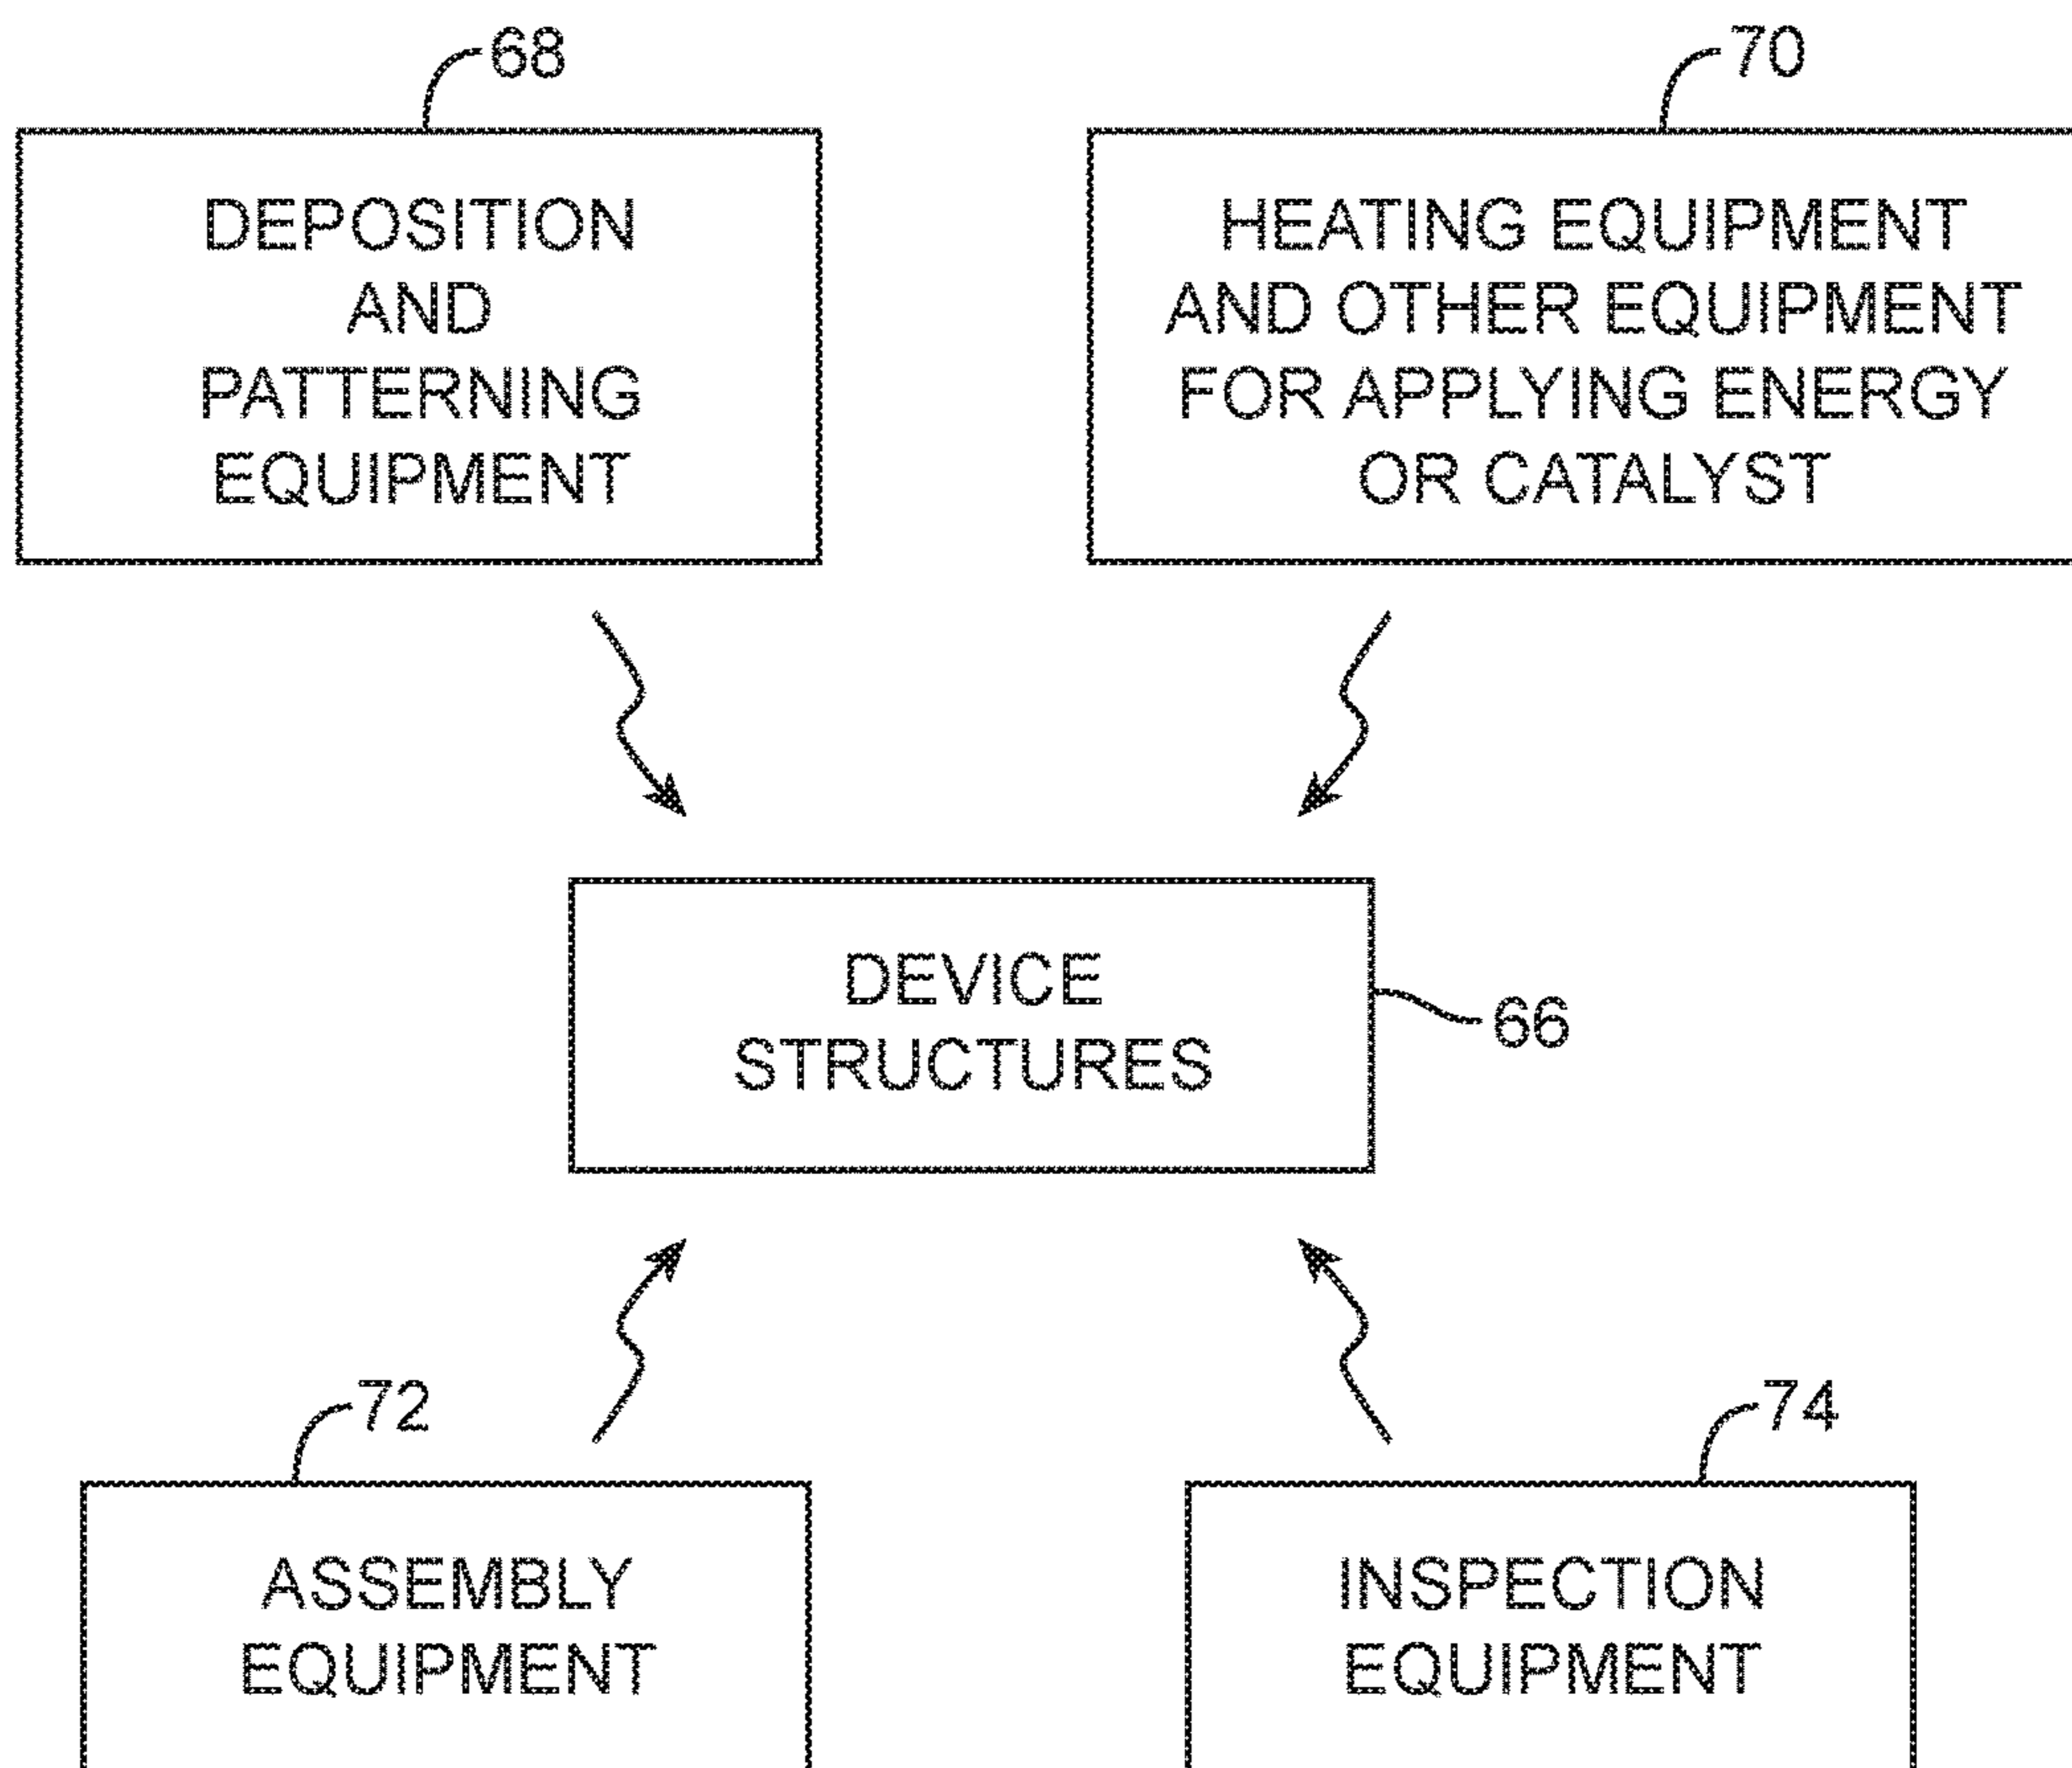 68
DEPOSITION
AND
PATTERNING
EQUIPMENT
70
HEATING EQUIPMENT
AND OTHER EQUIPMENT
FOR APPLYING ENERGY
OR CATALYST
DEVICE
STRUCTURES
66
72
ASSEMBLY
EQUIPMENT
74
INSPECTION
EQUIPMENT